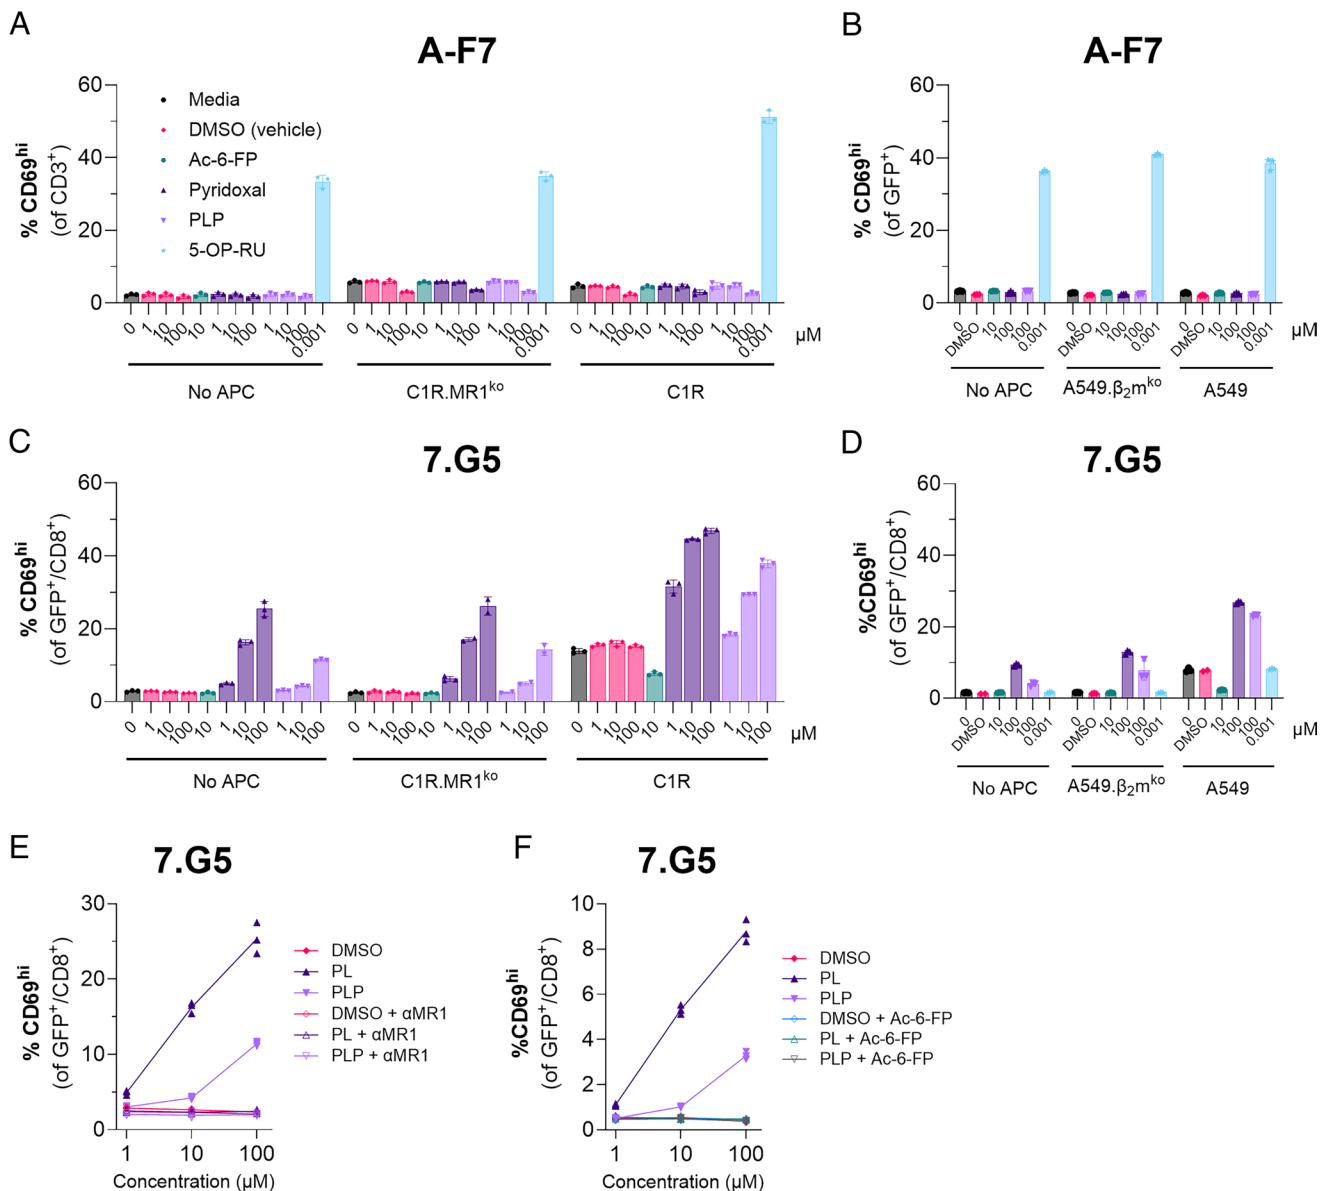 A
A-F7
% CD69hi
(of CD3+)
60
40
20
0
Media
DMSO (vehicle)
Ac-6-FP
Pyridoxal
PLP
5-OP-RU
0 1 10 100 10 1 10 100 1 10 100 0.001
0 1 10 100 10 1 10 100 1 10 100 0.001
0 1 10 100 10 1 10 100 1 10 100 0.001
µM
No APC
C1R.MR1ko
C1R
B
A-F7
% CD69hi
(of GFP+)
60
40
20
0
0 DMSO 10 100 100 0.001
0 DMSO 10 100 100 0.001
0 DMSO 10 100 100 0.001
µM
No APC
A549.β2mko
A549
C
7.G5
% CD69hi
(of GFP+/CD8+)
60
40
20
0
0 1 10 100 10 1 10 100 1 10 100
0 1 10 100 10 1 10 100 1 10 100
0 1 10 100 10 1 10 100 1 10 100
µM
No APC
C1R.MR1ko
C1R
D
7.G5
%CD69hi
(of GFP+/CD8+)
60
40
20
0
0 DMSO 10 100 100 0.001
0 DMSO 10 100 100 0.001
0 DMSO 10 100 100 0.001
µM
No APC
A549.β2mko
A549
E
7.G5
% CD69hi
(of GFP+/CD8+)
30
20
10
0
1 10 100
Concentration (µM)
DMSO
PL
PLP
DMSO + αMR1
PL + αMR1
PLP + αMR1
F
7.G5
%CD69hi
(of GFP+/CD8+)
10
8
6
4
2
0
1 10 100
Concentration (µM)
DMSO
PL
PLP
DMSO + Ac-6-FP
PL + Ac-6-FP
PLP + Ac-6-FP